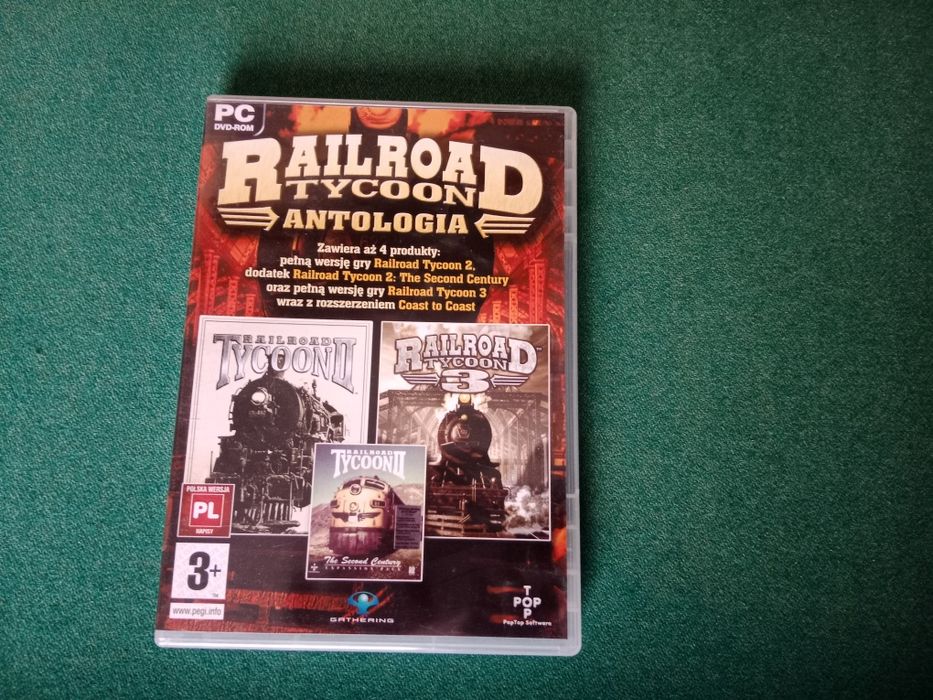 PC
DVD-ROM
RAILROAD
TYCOON
ANTOLOGIA
Zawiera aż 4 produkty:
pełną wersję gry Railroad Tycoon 2,
dodatek Railroad Tycoon 2: The Second Century
oraz pełną wersję gry Railroad Tycoon 3
wraz z rozszerzeniem Coast to Coast
RAILROAD
TYCOON II
RAILROAD
TYCOON
3
RAILROAD
TYCOON II
The Second Century
EXPANSION PACK
POLSKA WERSJA
PL
NAPISY
3+
www.pegi.info
GATHERING
T
POP
P
PopTop Software